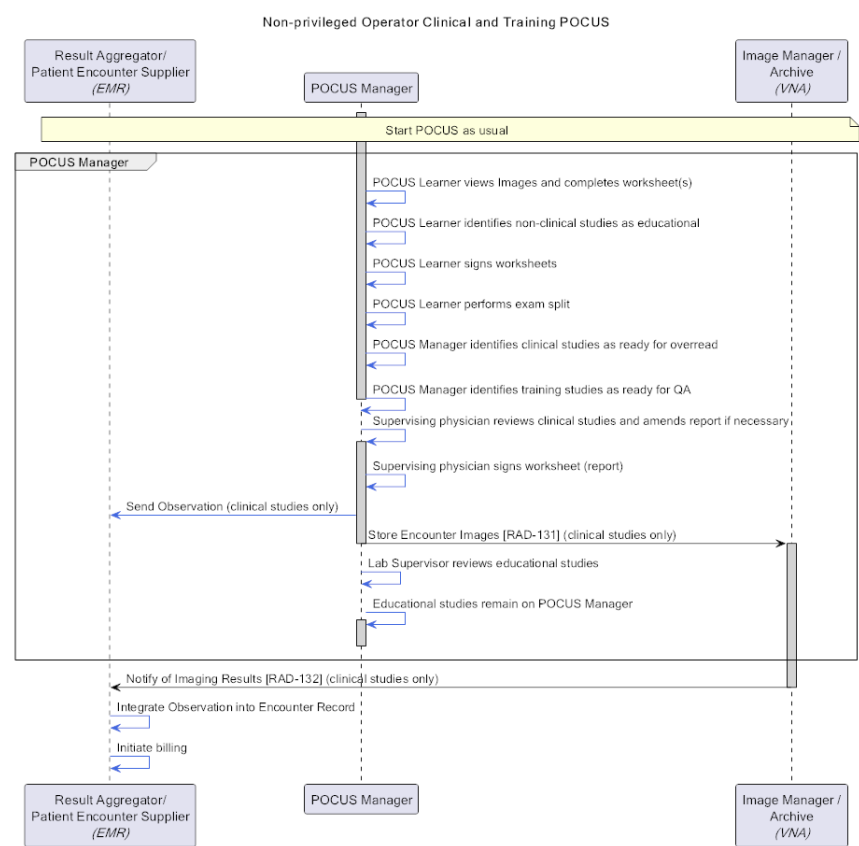 Non-privileged Operator Clinical and Training POCUS
Result Aggregator/
Patient Encounter Supplier
(EMR)
POCUS Manager
Image Manager /
Archive
(VNA)
Start POCUS as usual
POCUS Manager
POCUS Learner views Images and completes worksheet(s)
POCUS Learner identifies non-clinical studies as educational
POCUS Learner signs worksheets
POCUS Learner performs exam split
POCUS Manager identifies clinical studies as ready for overread
POCUS Manager identifies training studies as ready for QA
Supervising physician reviews clinical studies and amends report if necessary
Supervising physician signs worksheet (report)
Send Observation (clinical studies only)
Store Encounter Images [RAD-131] (clinical studies only)
Lab Supervisor reviews educational studies
Educational studies remain on POCUS Manager
Notify of Imaging Results [RAD-132] (clinical studies only)
Integrate Observation into Encounter Record
Initiate billing
Result Aggregator/
Patient Encounter Supplier
(EMR)
POCUS Manager
Image Manager /
Archive
(VNA)